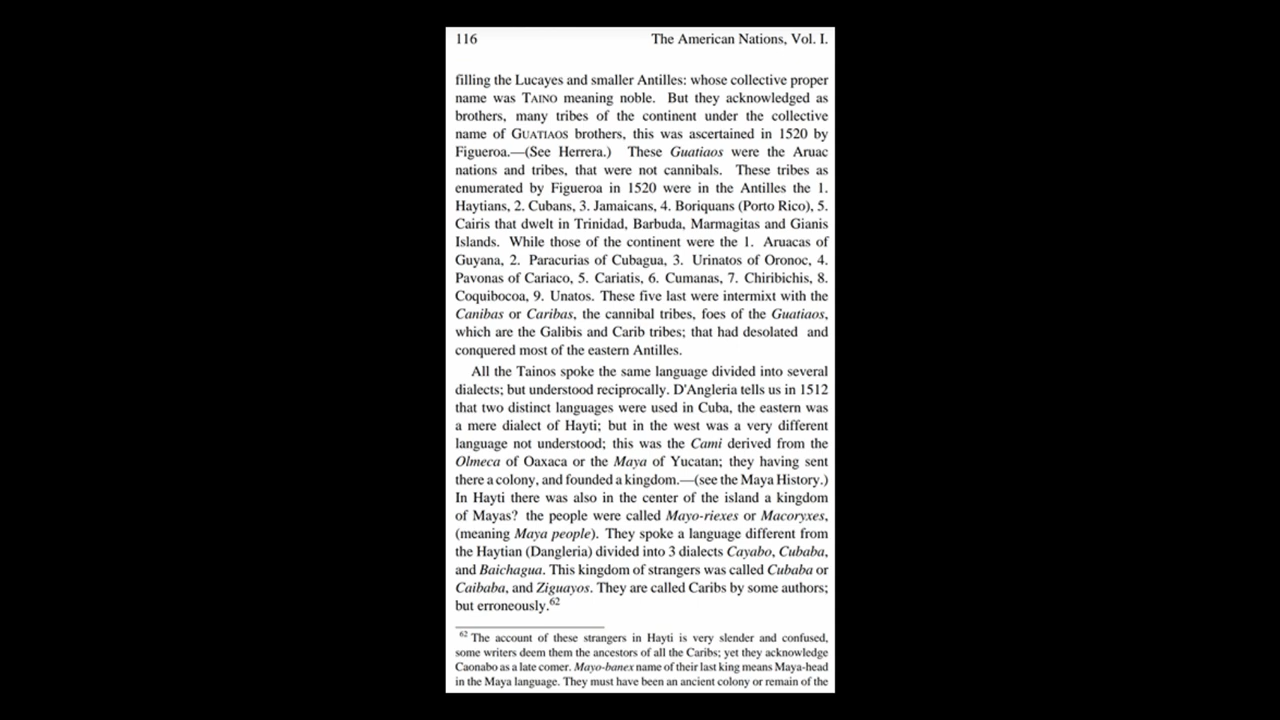 116 The American Nations, Vol. I.
filling the Lucayes and smaller Antilles: whose collective proper
name was TAINO meaning noble. But they acknowledged as
brothers, many tribes of the continent under the collective
name of GUATIAOS brothers, this was ascertained in 1520 by
Figueroa.—(See Herrera.) These Guatiaos were the Aruac
nations and tribes, that were not cannibals. These tribes as
enumerated by Figueroa in 1520 were in the Antilles the 1.
Haytians, 2. Cubans, 3. Jamaicans, 4. Boriquans (Porto Rico), 5.
Cairis that dwelt in Trinidad, Barbuda, Marmagitas and Gianis
Islands. While those of the continent were the 1. Aruacas of
Guyana, 2. Paracurias of Cubagua, 3. Urinatos of Oronoc, 4.
Pavonas of Cariaco, 5. Cariatis, 6. Cumanas, 7. Chiribichis, 8.
Coquibocoa, 9. Unatos. These five last were intermixt with the
Canibas or Caribas, the cannibal tribes, foes of the Guatiaos,
which are the Galibis and Carib tribes; that had desolated and
conquered most of the eastern Antilles.
All the Tainos spoke the same language divided into several
dialects; but understood reciprocally. D'Angleria tells us in 1512
that two distinct languages were used in Cuba, the eastern was
a mere dialect of Hayti; but in the west was a very different
language not understood; this was the Cami derived from the
Olmeca of Oaxaca or the Maya of Yucatan; they having sent
there a colony, and founded a kingdom.—(see the Maya History.)
In Hayti there was also in the center of the island a kingdom
of Mayas? the people were called Mayo-riexes or Macoryxes,
(meaning Maya people). They spoke a language different from
the Haytian (Dangleria) divided into 3 dialects Cayabo, Cubaba,
and Baichagua. This kingdom of strangers was called Cubaba or
Caibaba, and Ziguayos. They are called Caribs by some authors;
but erroneously.62
62 The account of these strangers in Hayti is very slender and confused,
some writers deem them the ancestors of all the Caribs; yet they acknowledge
Caonabo as a late comer. Mayo-banex name of their last king means Maya-head
in the Maya language. They must have been an ancient colony or remain of the